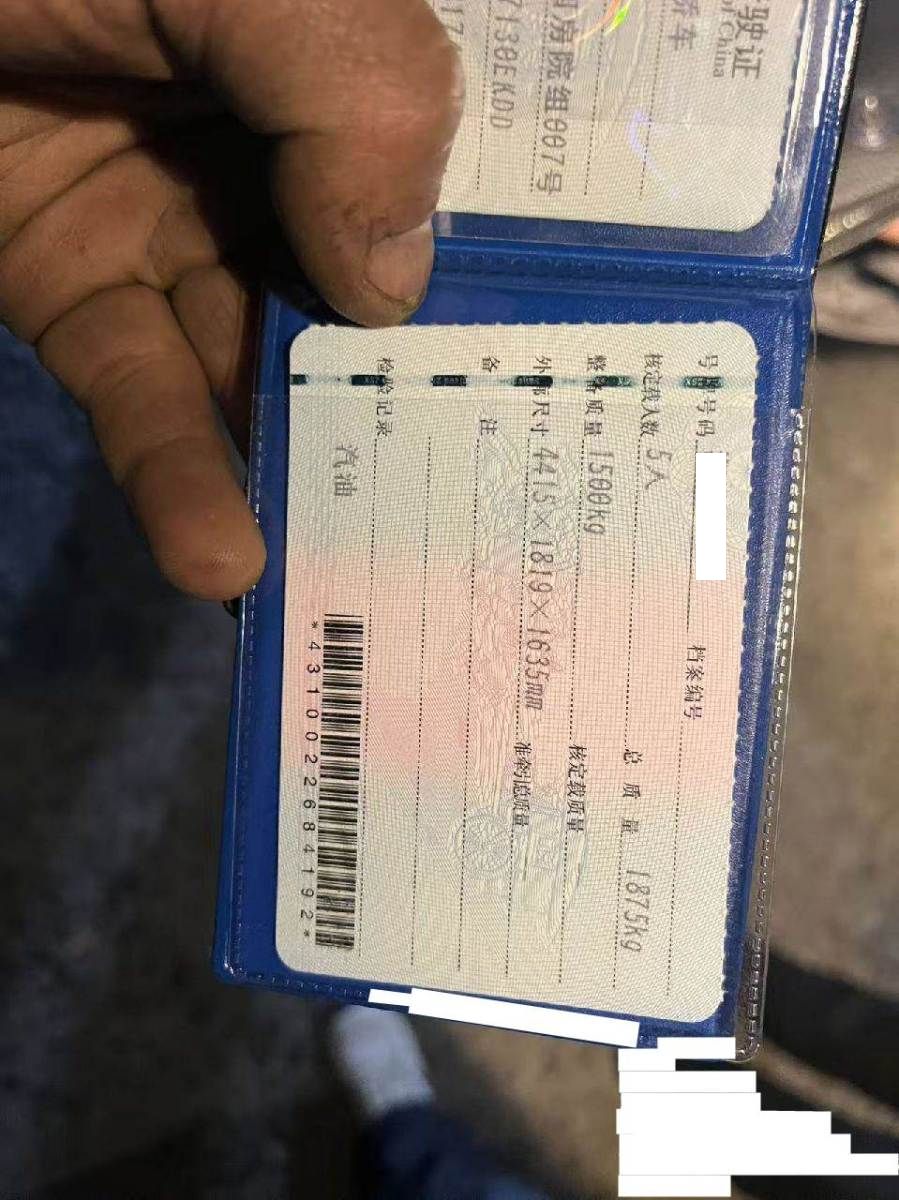 驶证
China
轿车
院组007号
7130EKDD
号牌号码
档案编号
核定载人数 5人
总质量 1875kg
整备质量 1500kg
核定载质量
外廓尺寸 4415×1819×1635mm
准牵引总质量
备注
检验记录
汽油
*4310022684192*